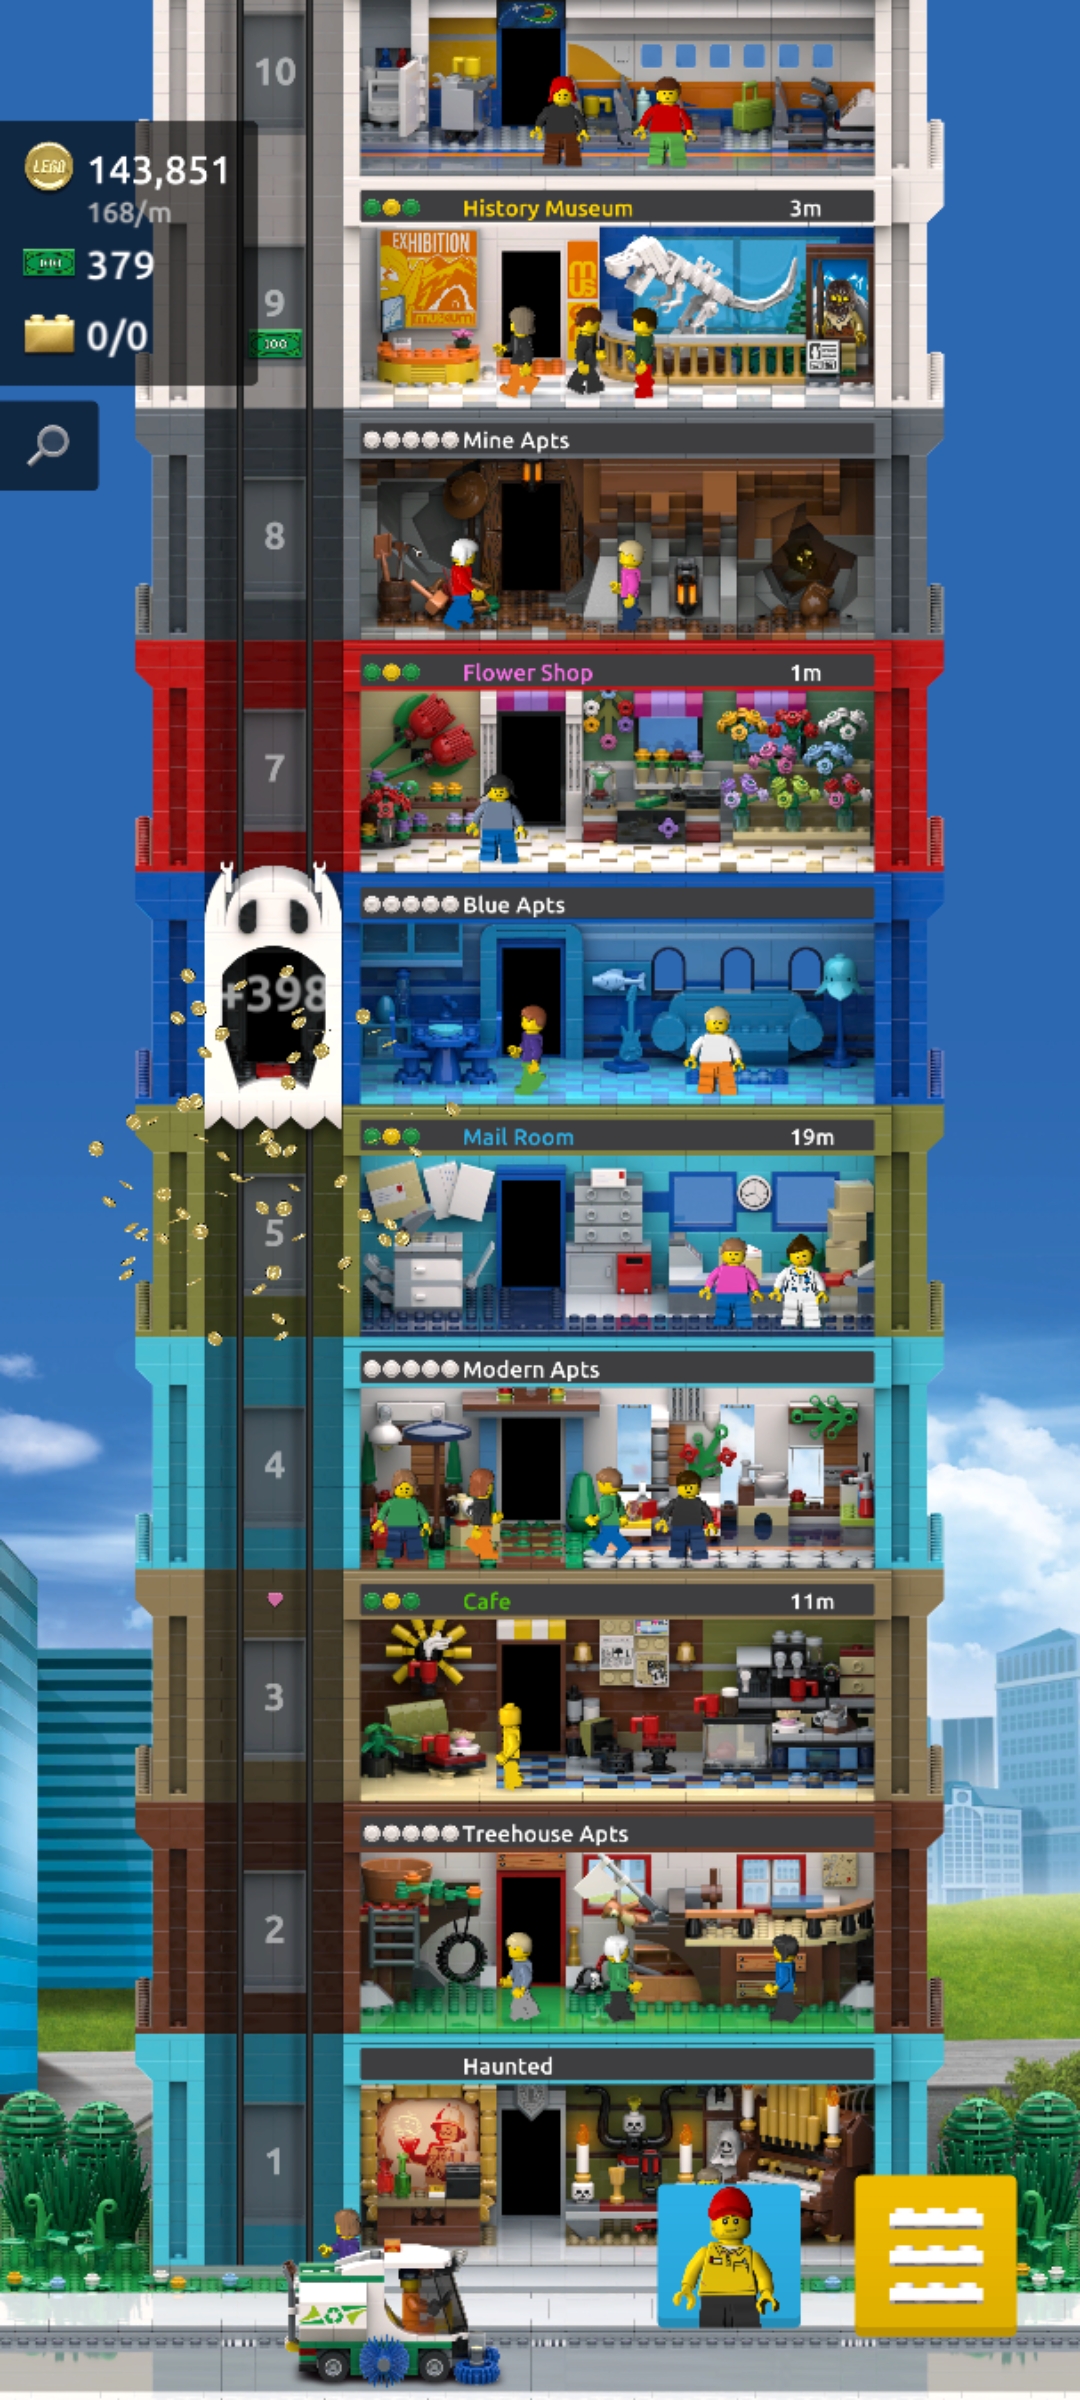 10
LEGO
143,851
168/m
379
0/0
History Museum 3m
EXHIBITION
museum
mus
9
100
Mine Apts
8
Flower Shop 1m
7
Blue Apts
+398
Mail Room 19m
5
Modern Apts
4
Cafe 11m
3
Treehouse Apts
2
Haunted
1